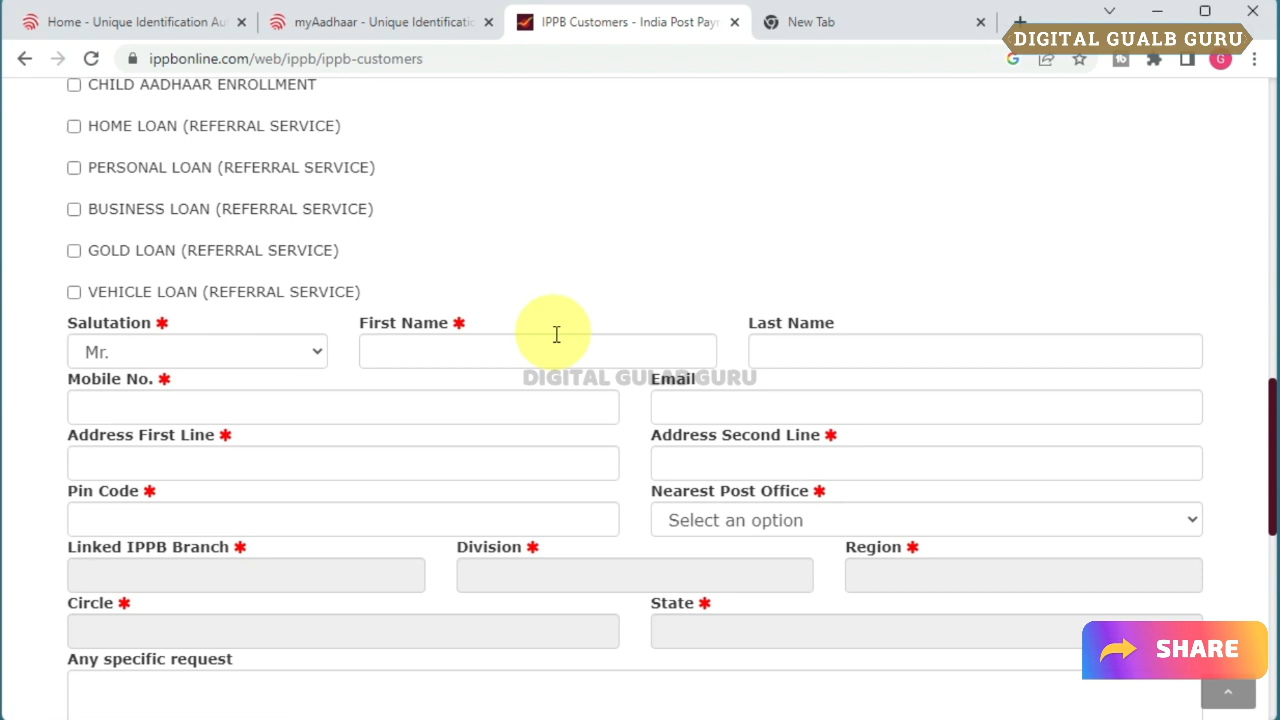 Home - Unique Identification Au
myAadhaar - Unique Identificatio
IPPB Customers - India Post Payr
New Tab
DIGITAL GUALB GURU
ippbonline.com/web/ippb/ippb-customers
G
CHILD AADHAAR ENROLLMENT
HOME LOAN (REFERRAL SERVICE)
PERSONAL LOAN (REFERRAL SERVICE)
BUSINESS LOAN (REFERRAL SERVICE)
GOLD LOAN (REFERRAL SERVICE)
VEHICLE LOAN (REFERRAL SERVICE)
Salutation * First Name * Last Name
Mr.
DIGITAL GULAB GURU
Mobile No. * Email
Address First Line * Address Second Line *
Pin Code * Nearest Post Office *
Select an option
Linked IPPB Branch * Division * Region *
Circle * State *
SHARE
Any specific request